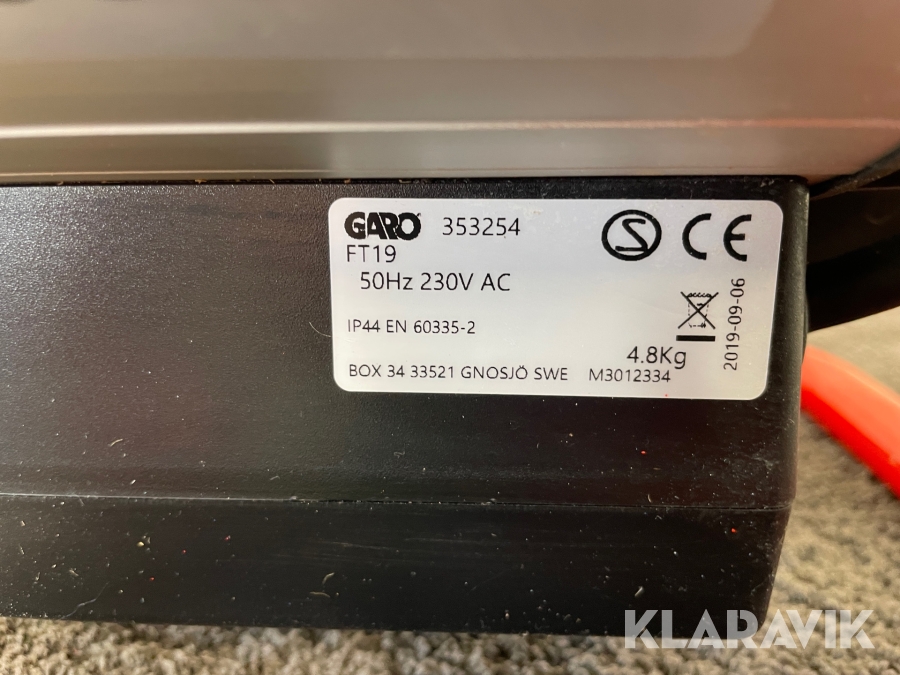 GARO 353254
FT19
50Hz 230V AC
IP44 EN 60335-2
4.8Kg
BOX 34 33521 GNOSJÖ SWE M3012334
S CE
2019-09-06
KLARAVIK